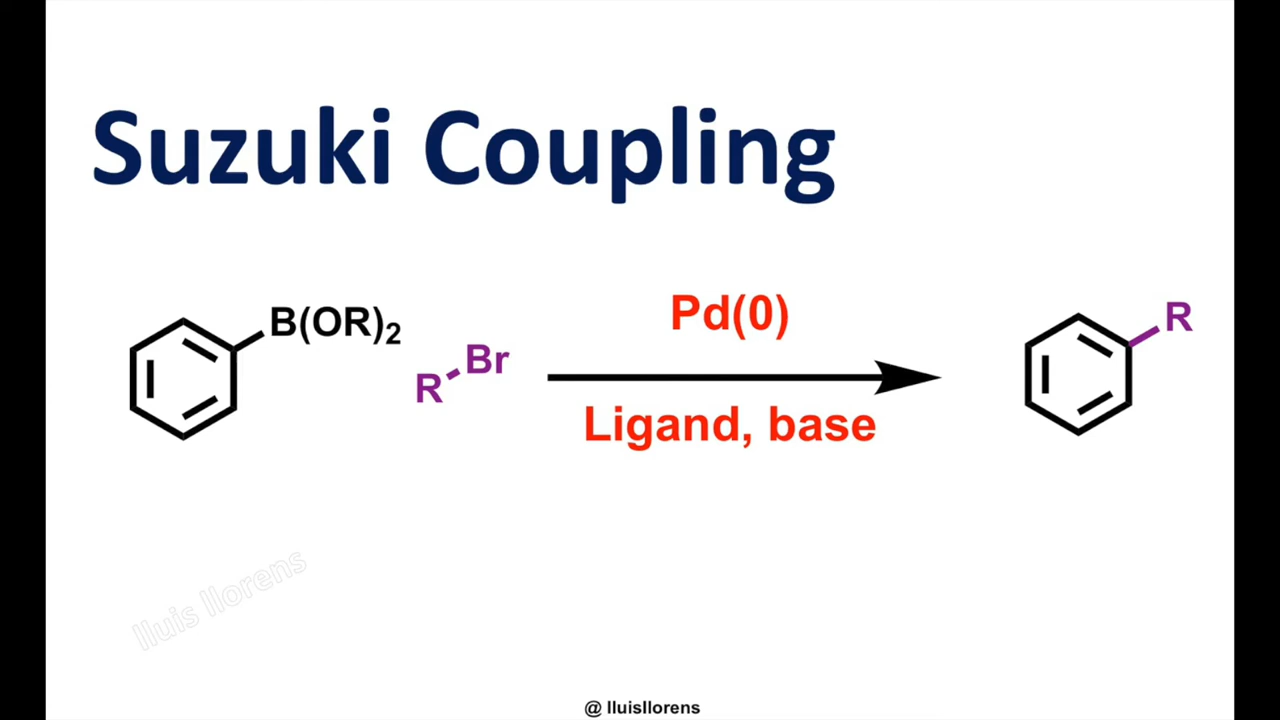 Suzuki Coupling
B(OR)₂
R Br
Pd(0)
Ligand, base
R
lluis llorens
@ lluisllorens